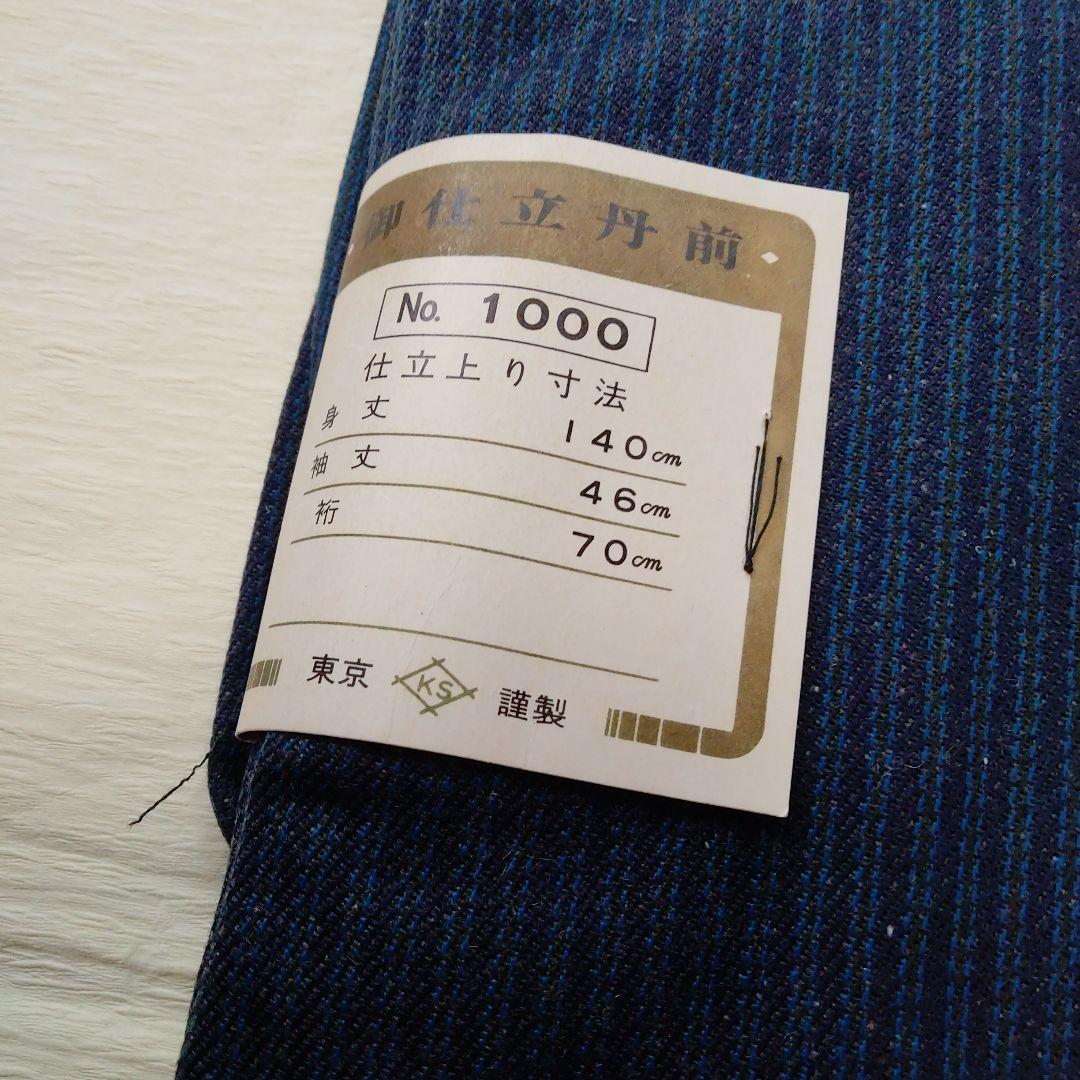 御仕立丹前
No. 1000
仕立上り寸法
身丈 140cm
袖丈 46cm
裄 70cm
東京 KS 謹製